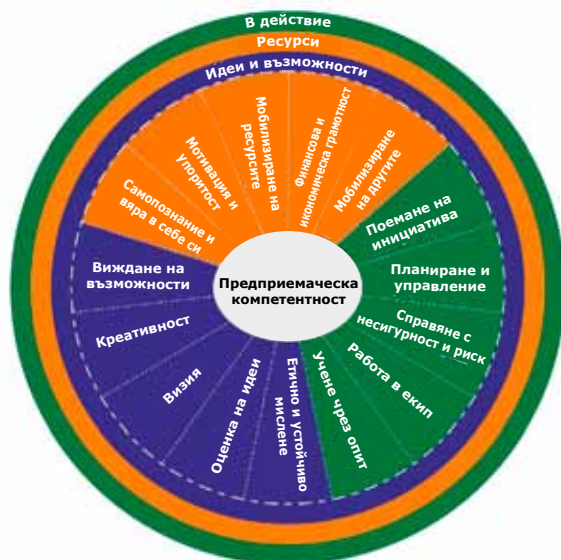 В действие
Ресурси
Идеи и възможности
Самопознание и
вяра в себе си
Мотивация и
упоритост
Мобилизиране на
ресурсите
Финансова и
икономическа грамотност
Мобилизиране
на другите
Поемане на
инициатива
Планиране и
управление
Справяне с
несигурност и риск
Работа в екип
Учене чрез опит
Етично и устойчиво
мислене
Оценка на идеи
Визия
Креативност
Виждане на
възможности
Предприемаческа
компетентност